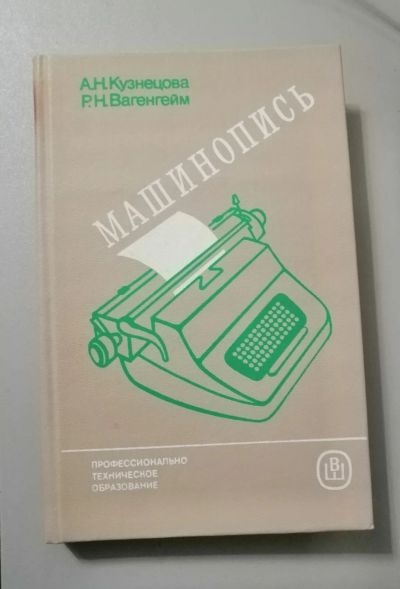 А.Н.Кузнецова
Р.Н.Вагенгейм
МАШИНОПИСЬ
ПРОФЕССИОНАЛЬНО
ТЕХНИЧЕСКОЕ
ОБРАЗОВАНИЕ
ВШ